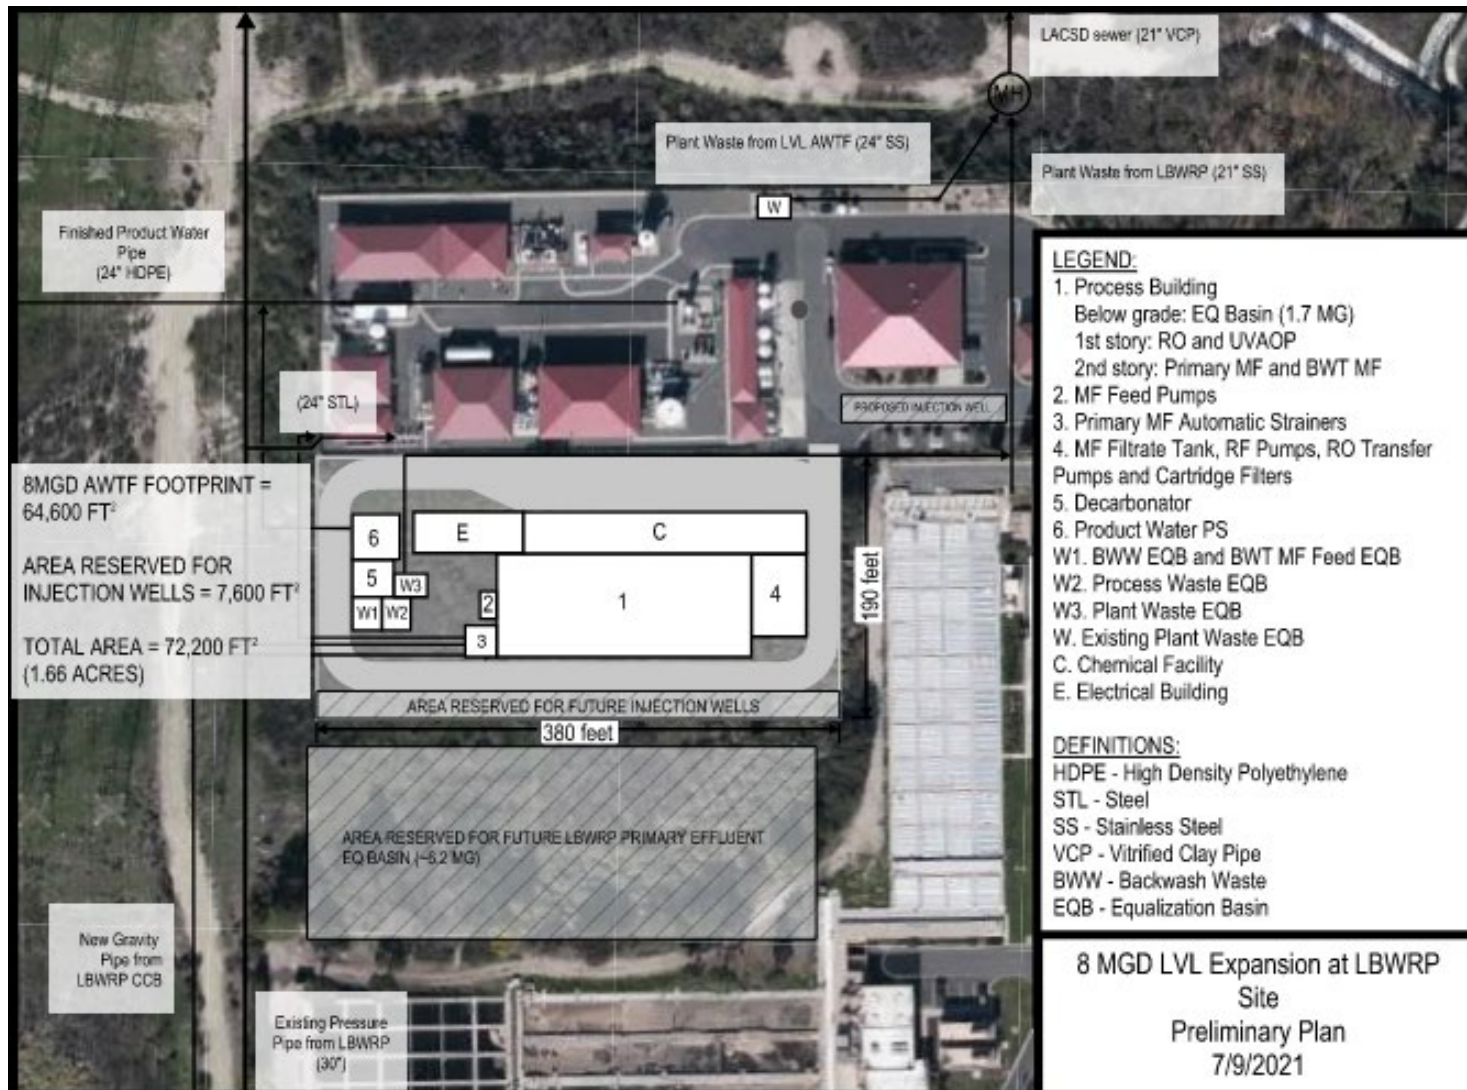 LACSD sewer (21" VCP)
MH
Plant Waste from LVL AWTF (24" SS)
Plant Waste from LBWRP (21" SS)
W
Finished Product Water
Pipe
(24" HDPE)
(24" STL)
PROPOSED INJECTION WELL
8MGD AWTF FOOTPRINT =
64,600 FT²
AREA RESERVED FOR
INJECTION WELLS = 7,600 FT²
TOTAL AREA = 72,200 FT²
(1.66 ACRES)
6
E
C
5
W3
W1
W2
2
1
4
3
190 feet
AREA RESERVED FOR FUTURE INJECTION WELLS
380 feet
AREA RESERVED FOR FUTURE LBWRP PRIMARY EFFLUENT
EQ BASIN (~6.2 MG)
New Gravity
Pipe from
LBWRP CCB
Existing Pressure
Pipe from LBWRP
(30")
LEGEND:
1. Process Building
Below grade: EQ Basin (1.7 MG)
1st story: RO and UVAOP
2nd story: Primary MF and BWT MF
2. MF Feed Pumps
3. Primary MF Automatic Strainers
4. MF Filtrate Tank, RF Pumps, RO Transfer
Pumps and Cartridge Filters
5. Decarbonator
6. Product Water PS
W1. BWW EQB and BWT MF Feed EQB
W2. Process Waste EQB
W3. Plant Waste EQB
W. Existing Plant Waste EQB
C. Chemical Facility
E. Electrical Building
DEFINITIONS:
HDPE - High Density Polyethylene
STL - Steel
SS - Stainless Steel
VCP - Vitrified Clay Pipe
BWW - Backwash Waste
EQB - Equalization Basin
8 MGD LVL Expansion at LBWRP
Site
Preliminary Plan
7/9/2021